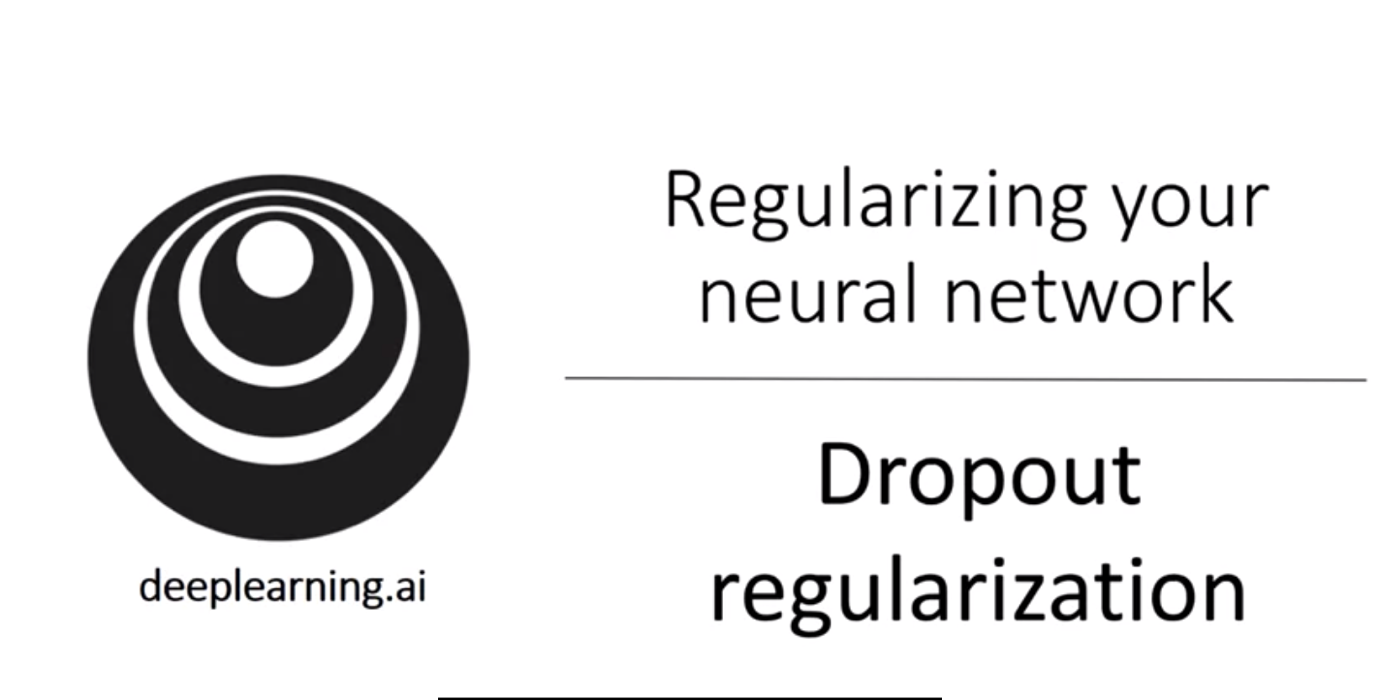 Regularizing your
neural network
Dropout
regularization
deeplearning.ai